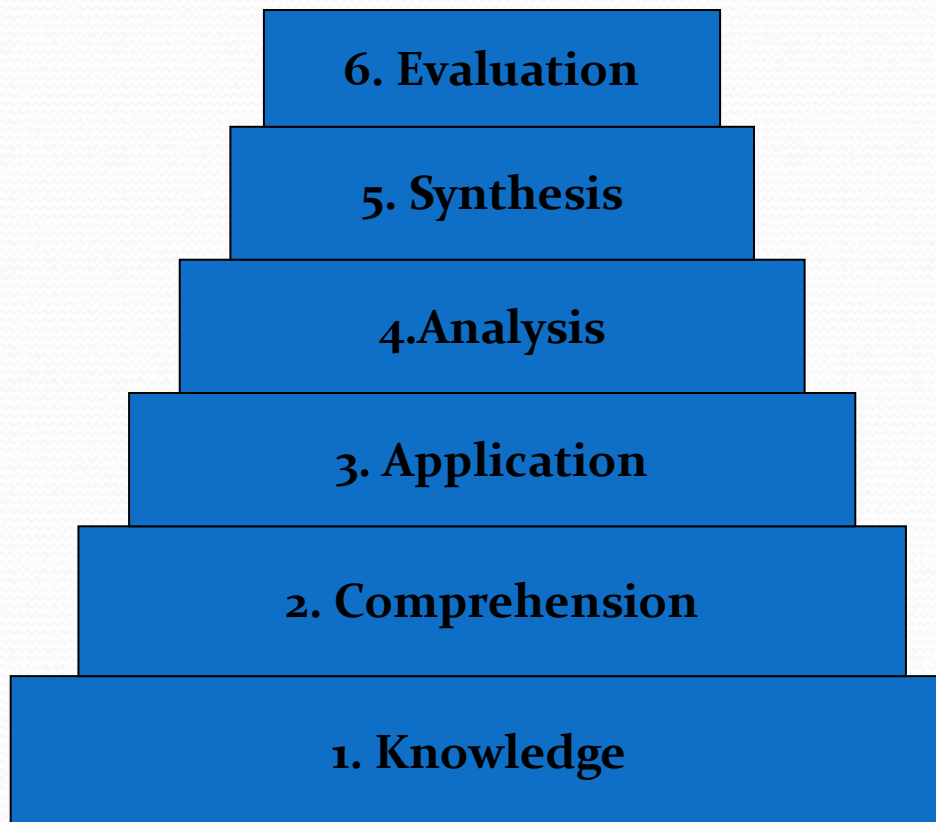 6. Evaluation
5. Synthesis
4.Analysis
3. Application
2. Comprehension
1. Knowledge